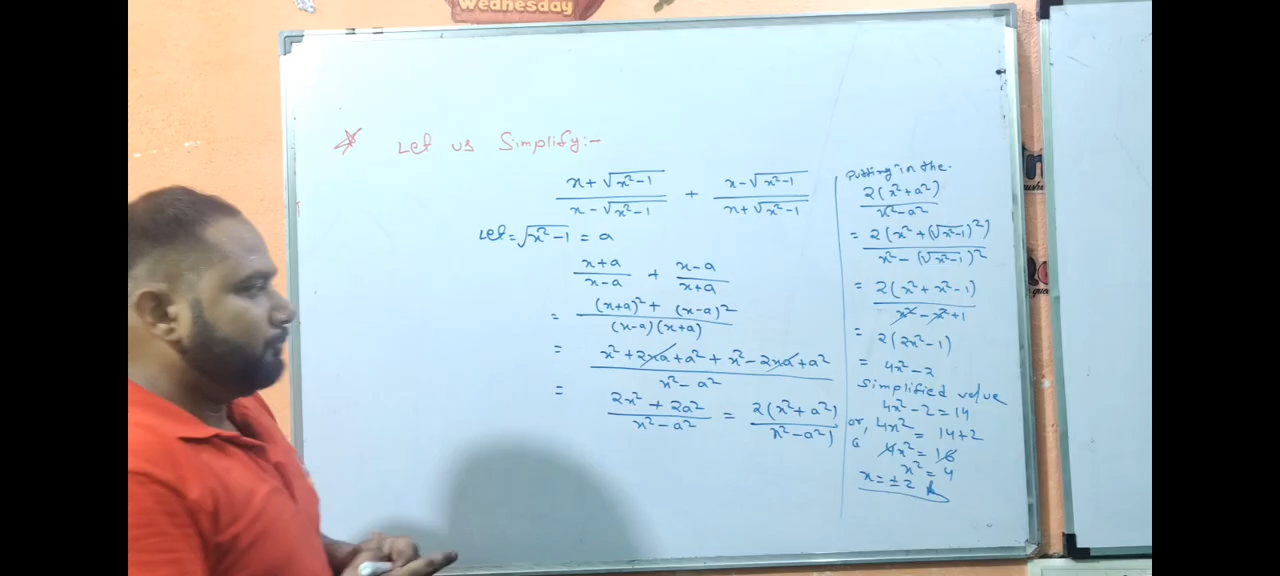 Wednesday
Let us Simplify:-
x+√x²-1 / x-√x²-1 + x-√x²-1 / x+√x²-1
Let = √x²-1 = a
x+a / x-a + x-a / x+a
= (x+a)² + (x-a)² / (x-a)(x+a)
= x²+2xa+a²+x²-2xa+a² / x²-a²
= 2x²+2a² / x²-a² = 2(x²+a²) / x²-a²)
Putting in the.
2(x²+a²) / x²-a²
= 2(x²+(√x²-1)²) / x²-(√x²-1)²
= 2(x²+x²-1) / x²-x²+1
= 2(2x²-1)
= 4x²-2
Simplified value
4x²-2=14
or, 4x² = 14+2
4x² = 16
x² = 4
x = ±2